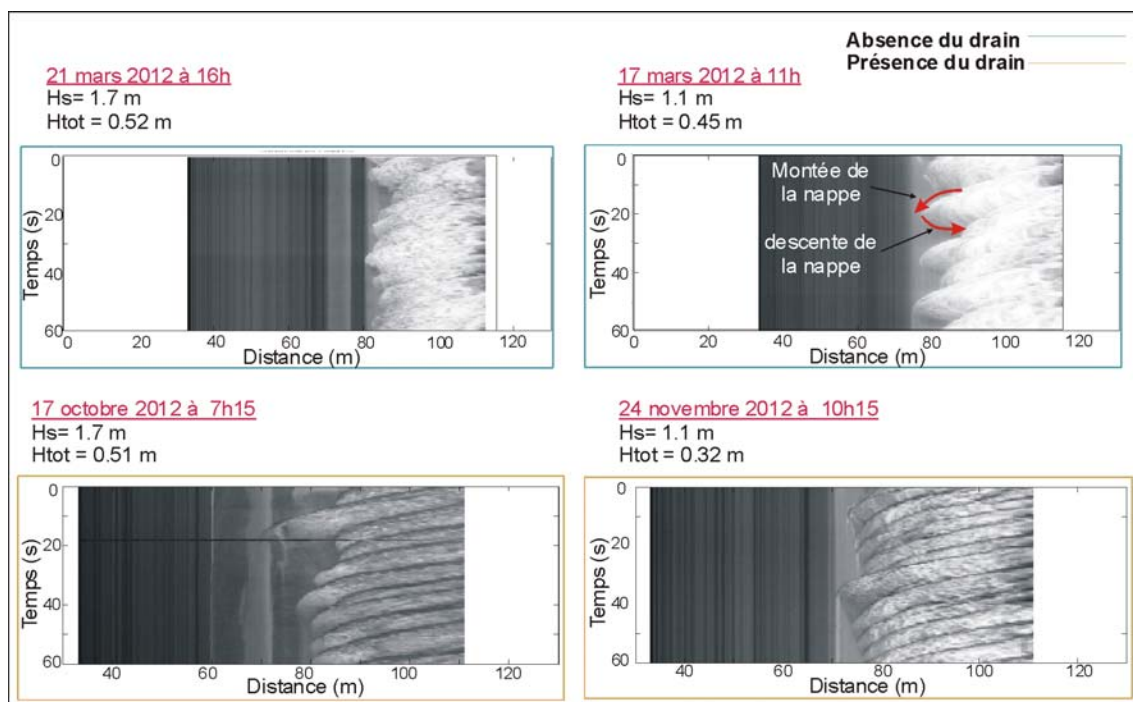 Absence du drain
Présence du drain
21 mars 2012 à 16h
Hs= 1.7 m
Htot = 0.52 m
17 mars 2012 à 11h
Hs= 1.1 m
Htot = 0.45 m
0
20
40
60
Temps (s)
0 20 40 60 80 100 120
Distance (m)
0
20
40
60
Temps (s)
Montée de
la nappe
descente de
la nappe
0 20 40 60 80 100 120
Distance (m)
17 octobre 2012 à 7h15
Hs= 1.7 m
Htot = 0.51 m
24 novembre 2012 à 10h15
Hs= 1.1 m
Htot = 0.32 m
0
20
40
60
Temps (s)
40 60 80 100 120
Distance (m)
0
20
40
60
Temps (s)
40 60 80 100 120
Distance (m)